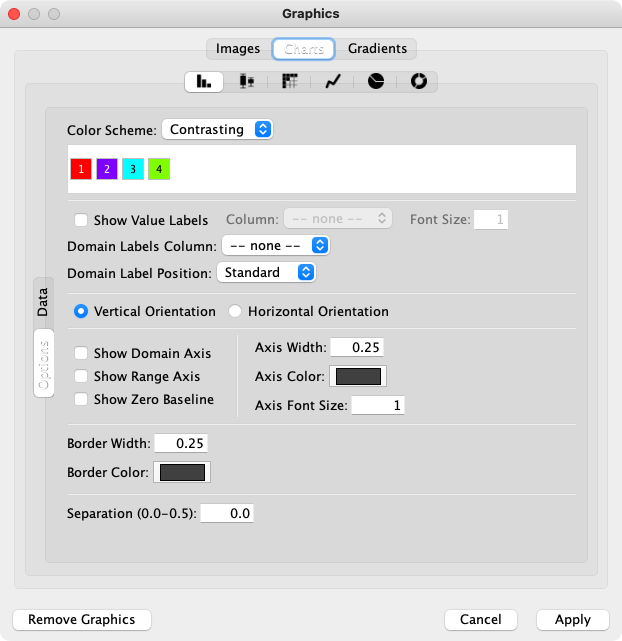 Graphics
Images Charts Gradients
Color Scheme: Contrasting
1 2 3 4
Show Value Labels Column: -- none -- Font Size: 1
Domain Labels Column: -- none --
Domain Label Position: Standard
Data
Options
Vertical Orientation Horizontal Orientation
Show Domain Axis
Show Range Axis
Show Zero Baseline
Axis Width: 0.25
Axis Color:
Axis Font Size: 1
Border Width: 0.25
Border Color:
Separation (0.0-0.5): 0.0
Remove Graphics Cancel Apply